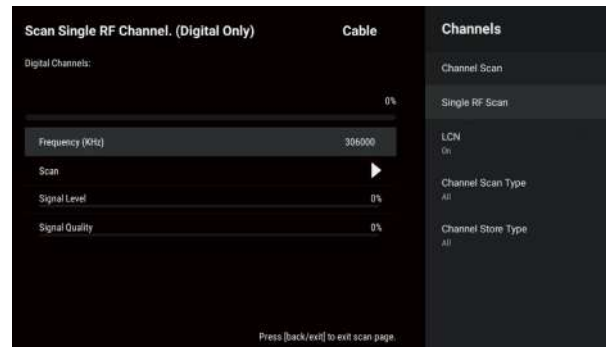 Scan Single RF Channel. (Digital Only) Cable
Digital Channels:
0%
Frequency (KHz) 306000
Scan
Signal Level 0%
Signal Quality 0%
Press [back/exit] to exit scan page.
Channels
Channel Scan
Single RF Scan
LCN
On
Channel Scan Type
All
Channel Store Type
All